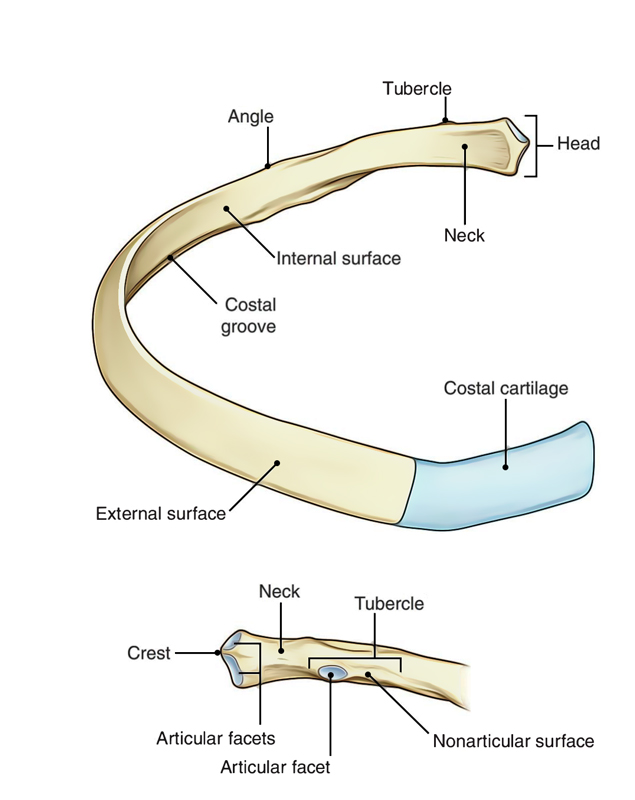 Tubercle
Angle
Head
Neck
Internal surface
Costal
groove
Costal cartilage
External surface
Neck
Tubercle
Crest
Articular facets
Nonarticular surface
Articular facet